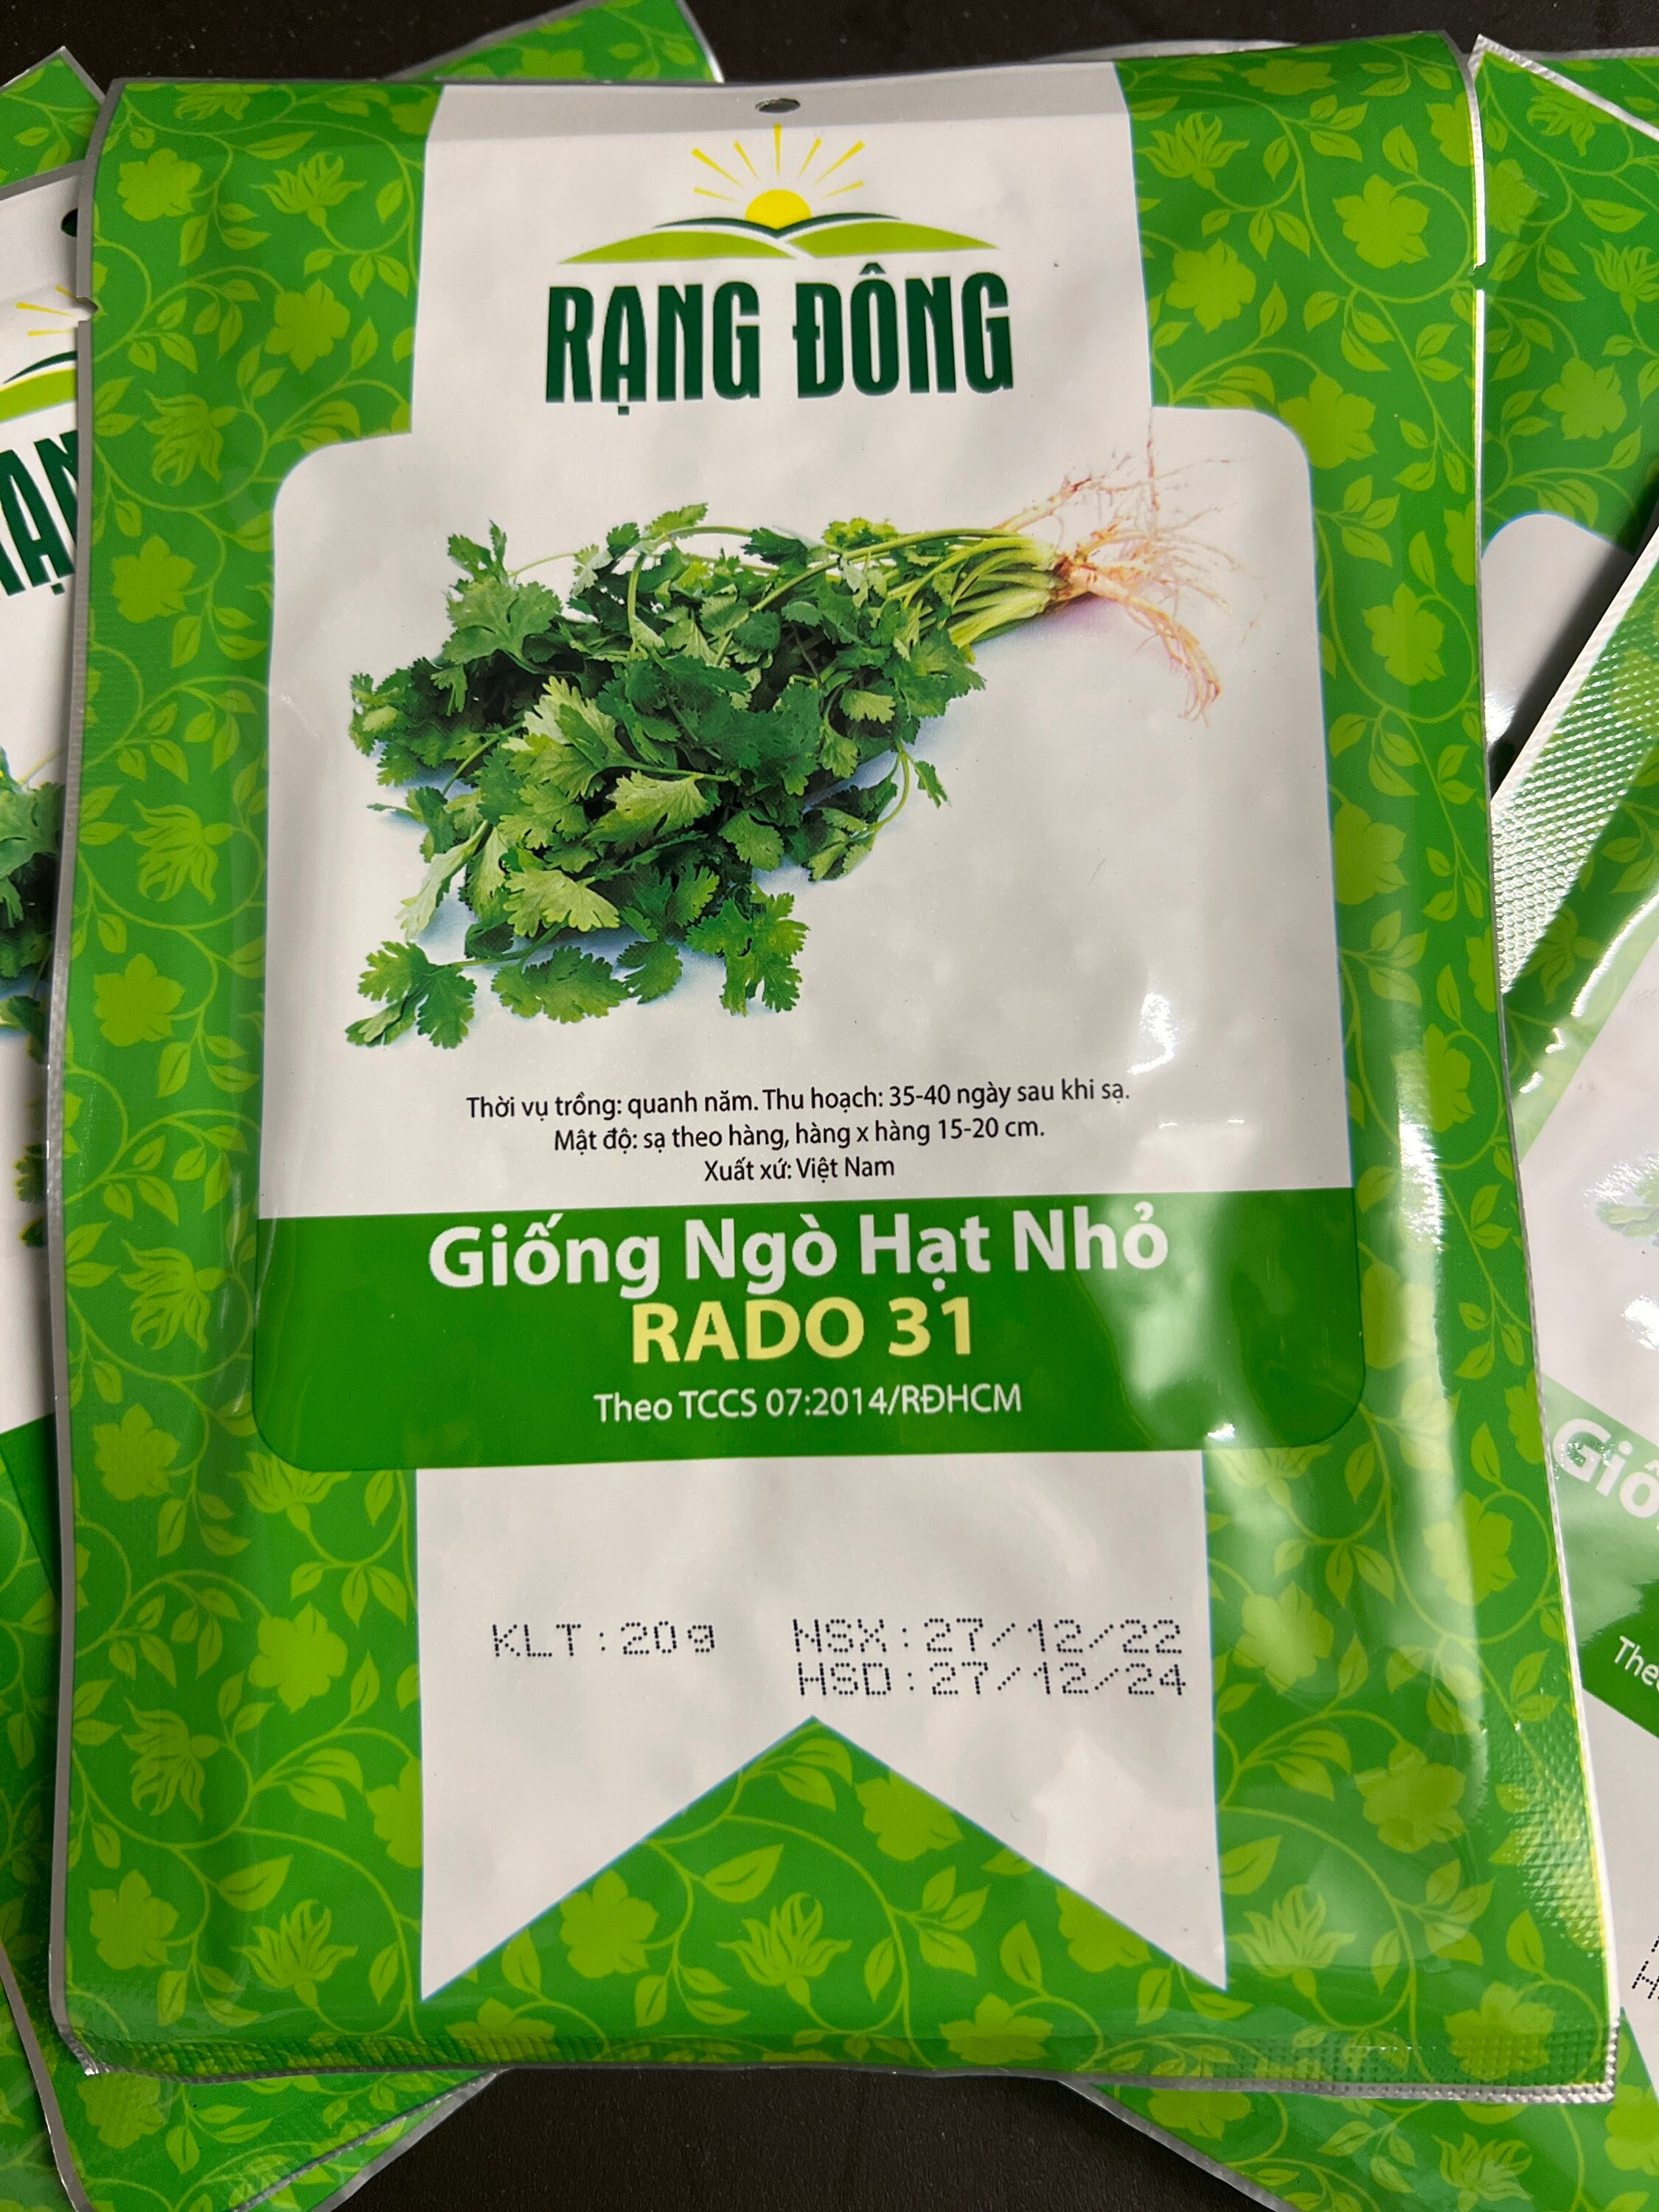 RẠNG ĐÔNG
Thời vụ trồng: quanh năm. Thu hoạch: 35-40 ngày sau khi sạ.
Mật độ: sạ theo hàng, hàng x hàng 15-20 cm.
Xuất xứ: Việt Nam
Giống Ngò Hạt Nhỏ
RADO 31
Theo TCCS 07:2014/RĐHCM
KLT:20g NSX:27/12/22
HSD:27/12/24